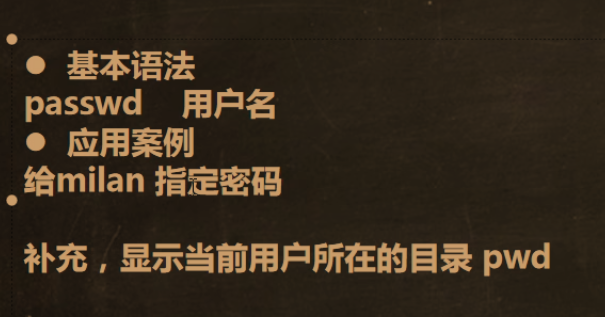 ● 基本语法
passwd 用户名
● 应用案例
给milan 指定密码
补充，显示当前用户所在的目录 pwd